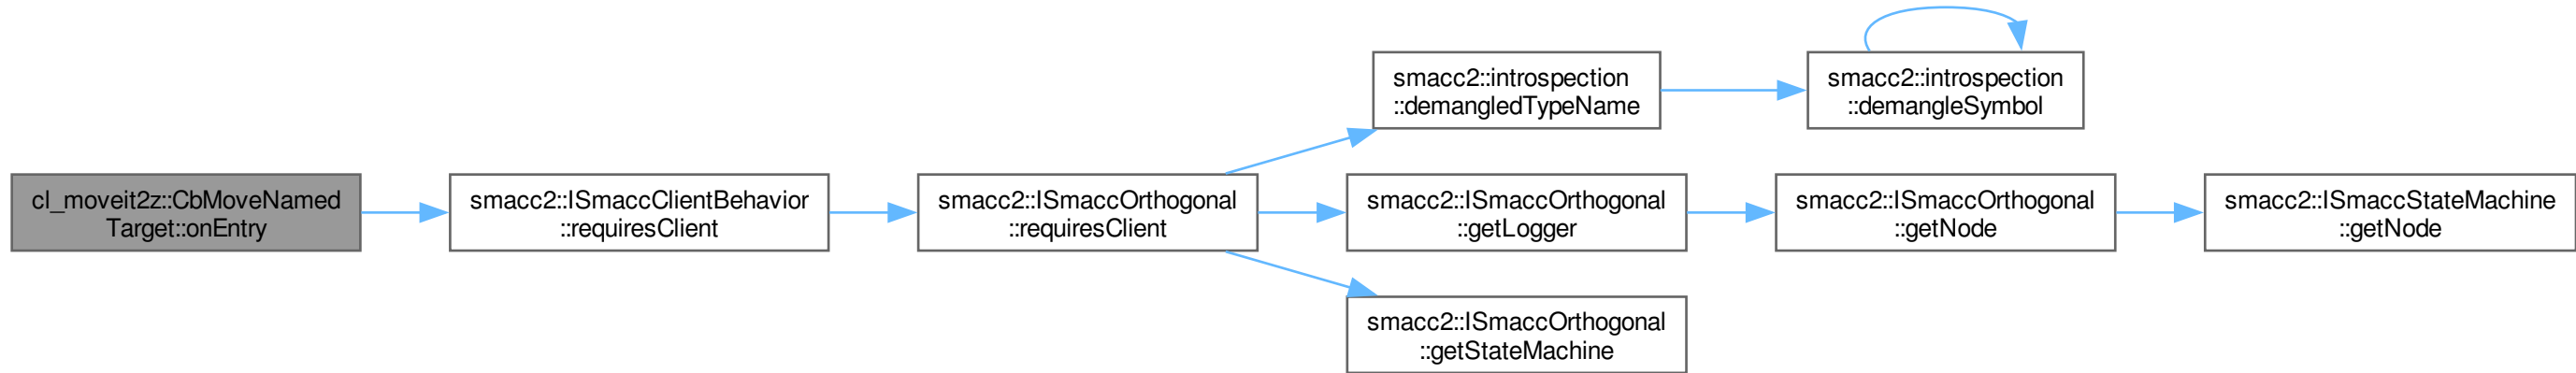 smacc2::introspection
::demangledTypeName
smacc2::introspection
::demangleSymbol
cl_moveit2z::CbMoveNamed
Target::onEntry
smacc2::ISmaccClientBehavior
::requiresClient
smacc2::ISmaccOrthogonal
::requiresClient
smacc2::ISmaccOrthogonal
::getLogger
smacc2::ISmaccOrthogonal
::getNode
smacc2::ISmaccStateMachine
::getNode
smacc2::ISmaccOrthogonal
::getStateMachine